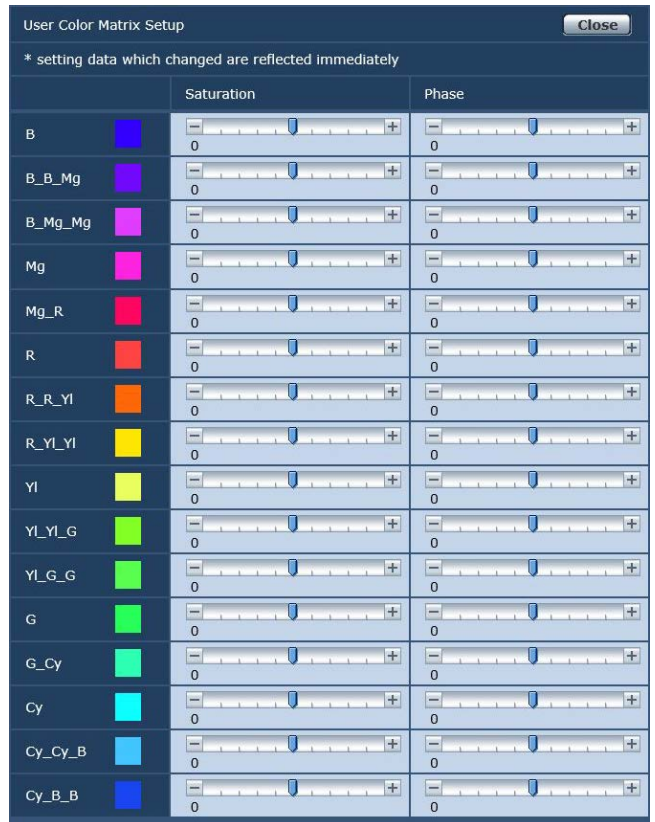 User Color Matrix Setup Close
* setting data which changed are reflected immediately
Saturation Phase
B − + − +
0 0
B_B_Mg − + − +
0 0
B_Mg_Mg − + − +
0 0
Mg − + − +
0 0
Mg_R − + − +
0 0
R − + − +
0 0
R_R_Yl − + − +
0 0
R_Yl_Yl − + − +
0 0
Yl − + − +
0 0
Yl_Yl_G − + − +
0 0
Yl_G_G − + − +
0 0
G − + − +
0 0
G_Cy − + − +
0 0
Cy − + − +
0 0
Cy_Cy_B − + − +
0 0
Cy_B_B − + − +
0 0